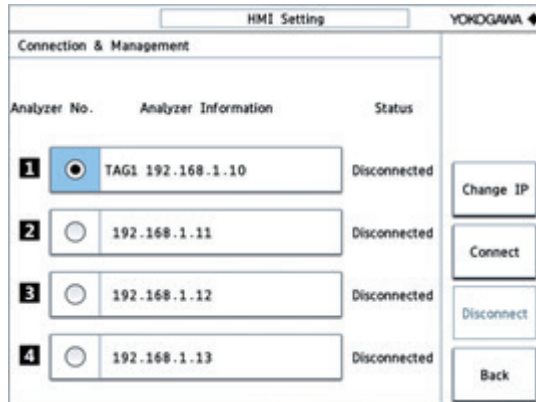 HMI Setting
YOKOGAWA
Connection & Management
Analyzer No. Analyzer Information Status
1 TAG1 192.168.1.10 Disconnected
2 192.168.1.11 Disconnected
3 192.168.1.12 Disconnected
4 192.168.1.13 Disconnected
Change IP
Connect
Disconnect
Back